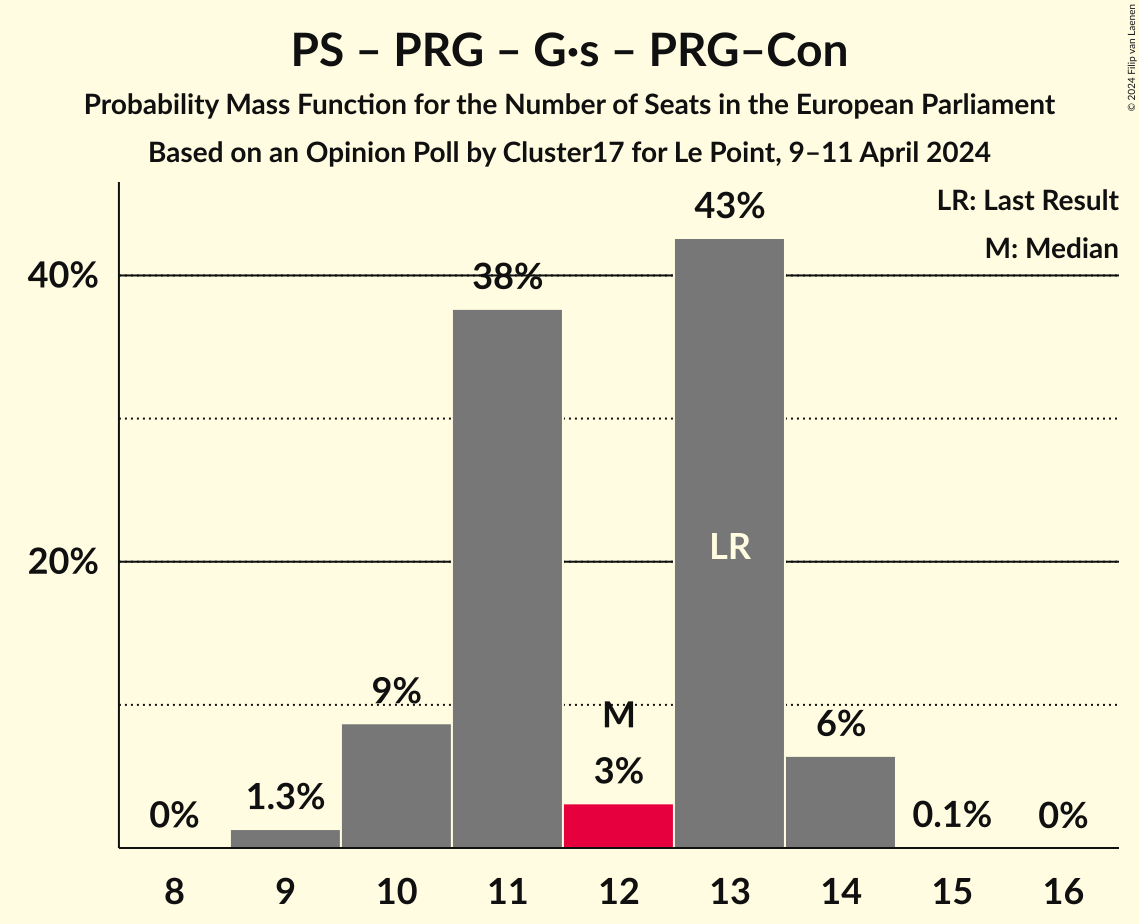 PS – PRG – G·s – PRG–Con
Probability Mass Function for the Number of Seats in the European Parliament
Based on an Opinion Poll by Cluster17 for Le Point, 9–11 April 2024
© 2024 Filip van Laenen
LR: Last Result
M: Median
40%
20%
0%
1.3%
9%
38%
M
3%
43%
LR
6%
0.1%
0%
8 9 10 11 12 13 14 15 16